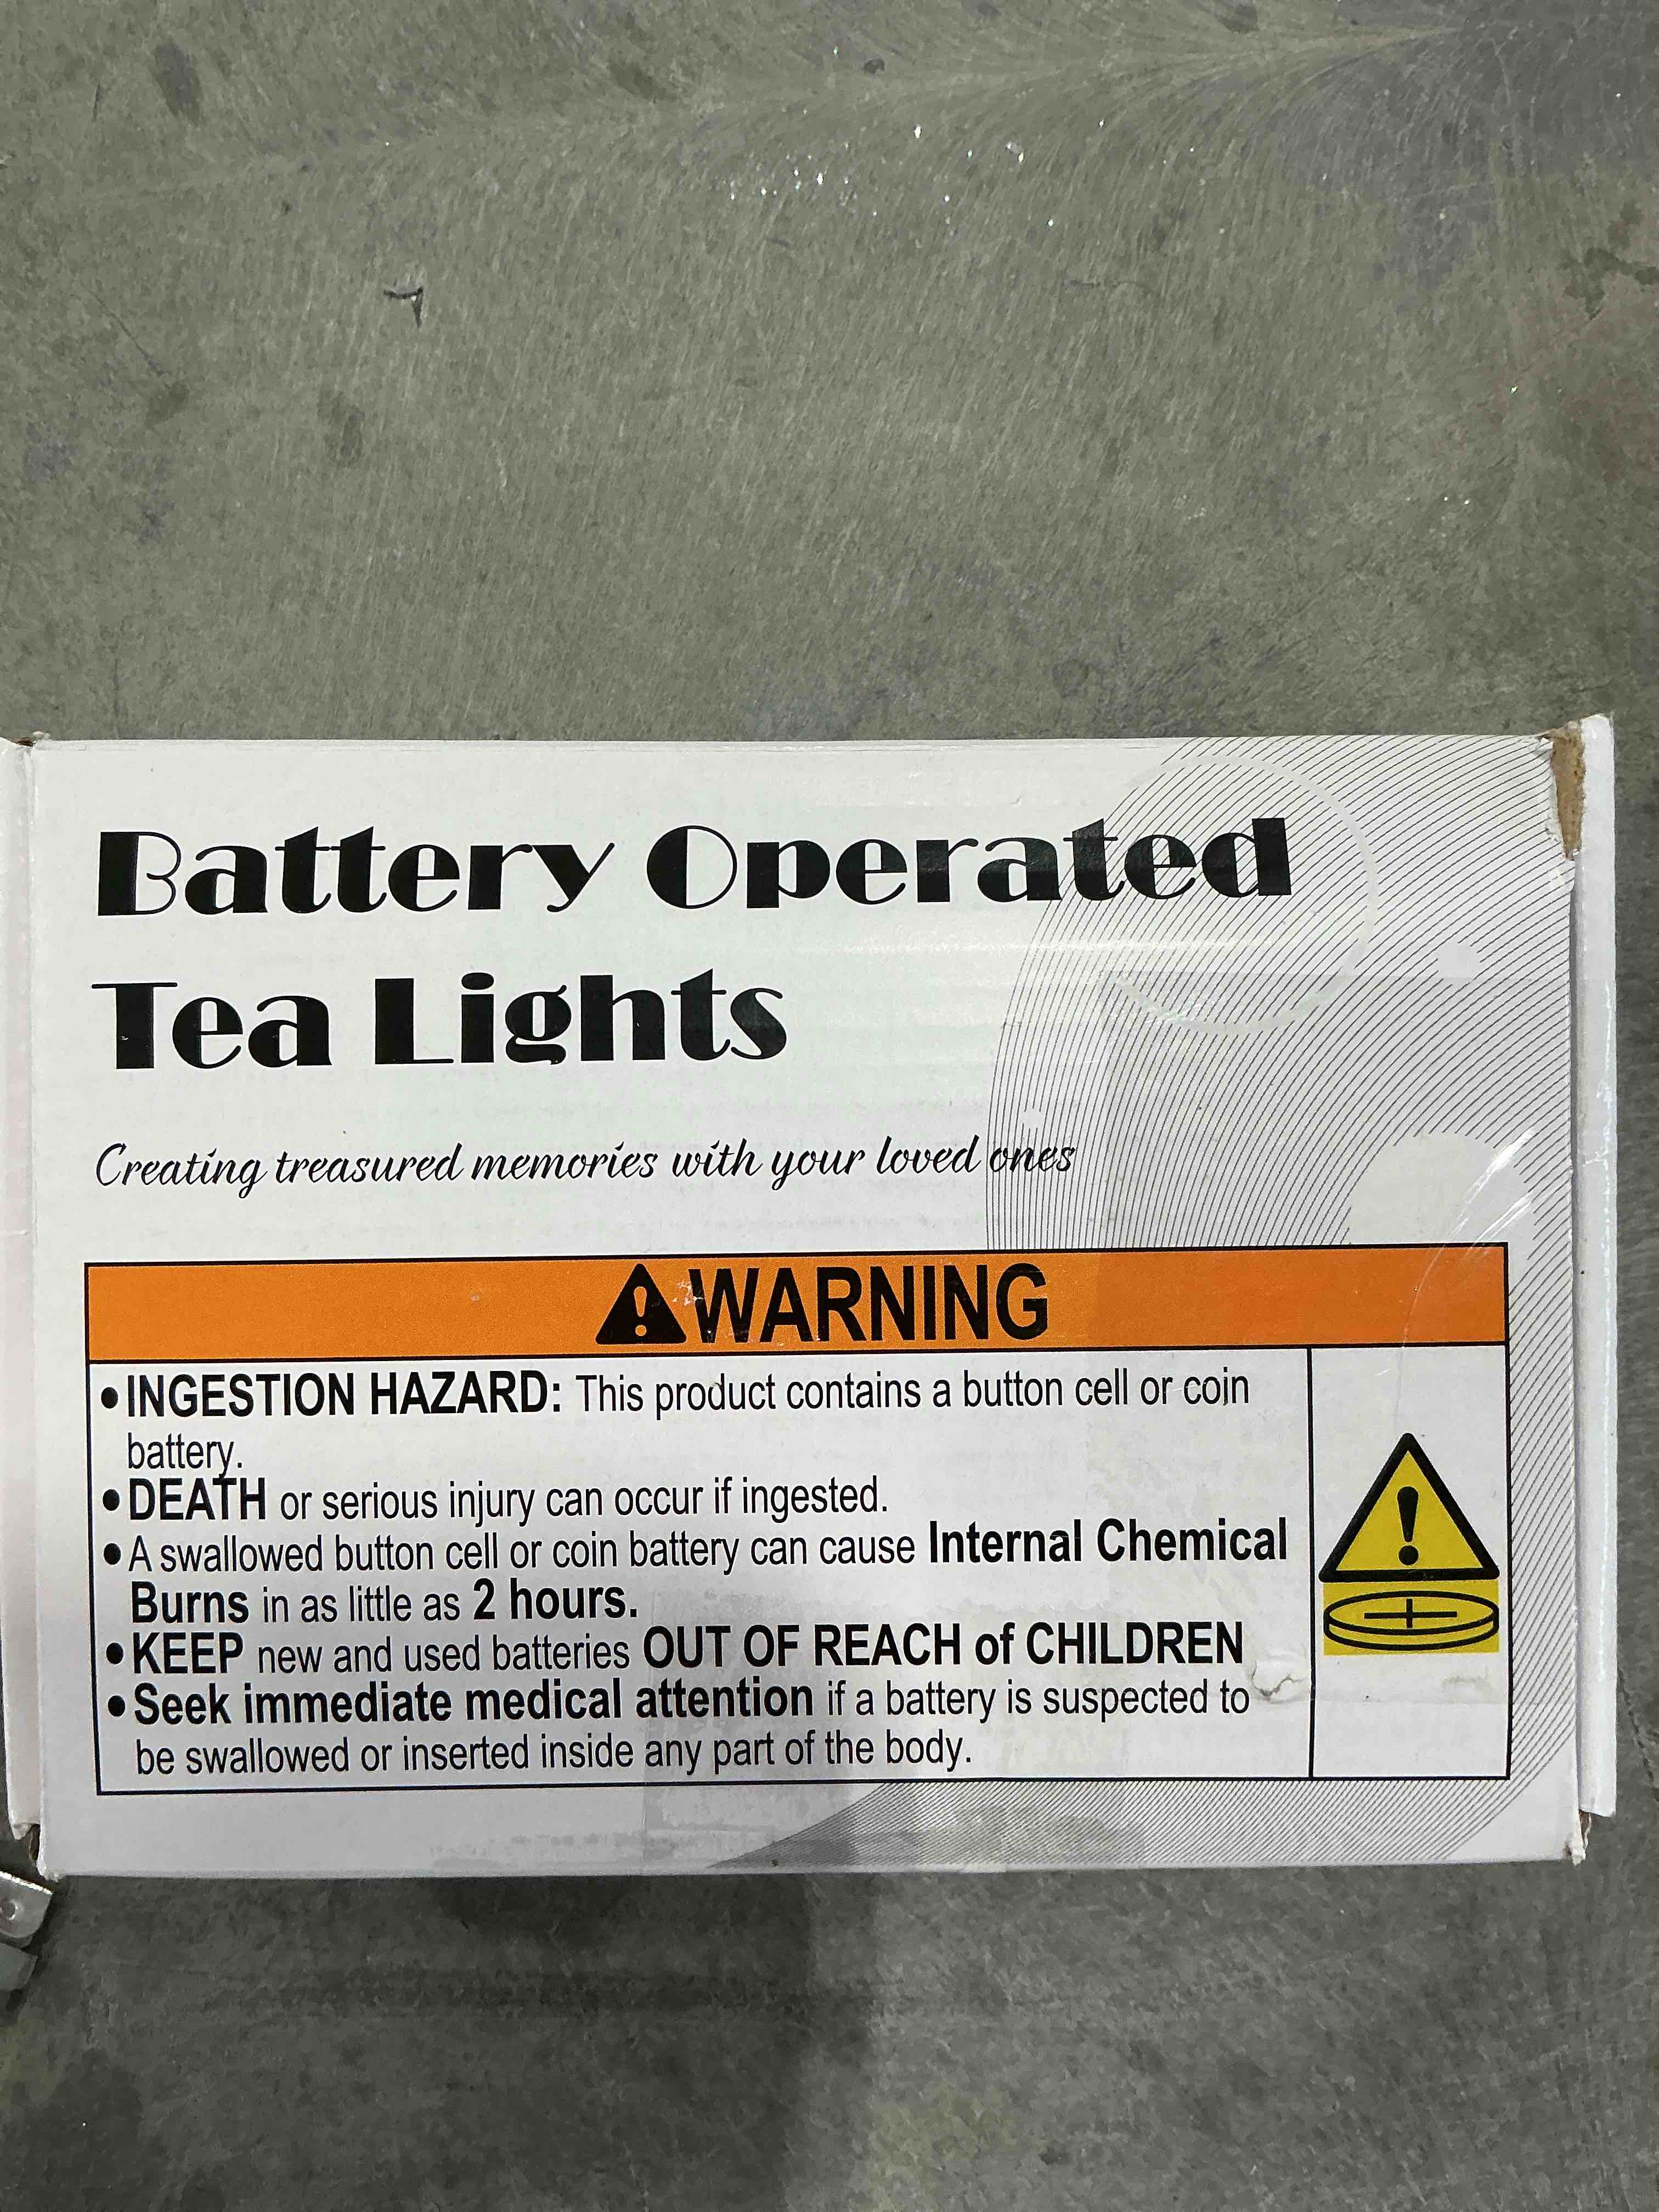 Battery Operated
Tea Lights
Creating treasured memories with your loved ones
WARNING
• INGESTION HAZARD: This product contains a button cell or coin
battery.
• DEATH or serious injury can occur if ingested.
• A swallowed button cell or coin battery can cause Internal Chemical
Burns in as little as 2 hours.
• KEEP new and used batteries OUT OF REACH of CHILDREN
• Seek immediate medical attention if a battery is suspected to
be swallowed or inserted inside any part of the body.